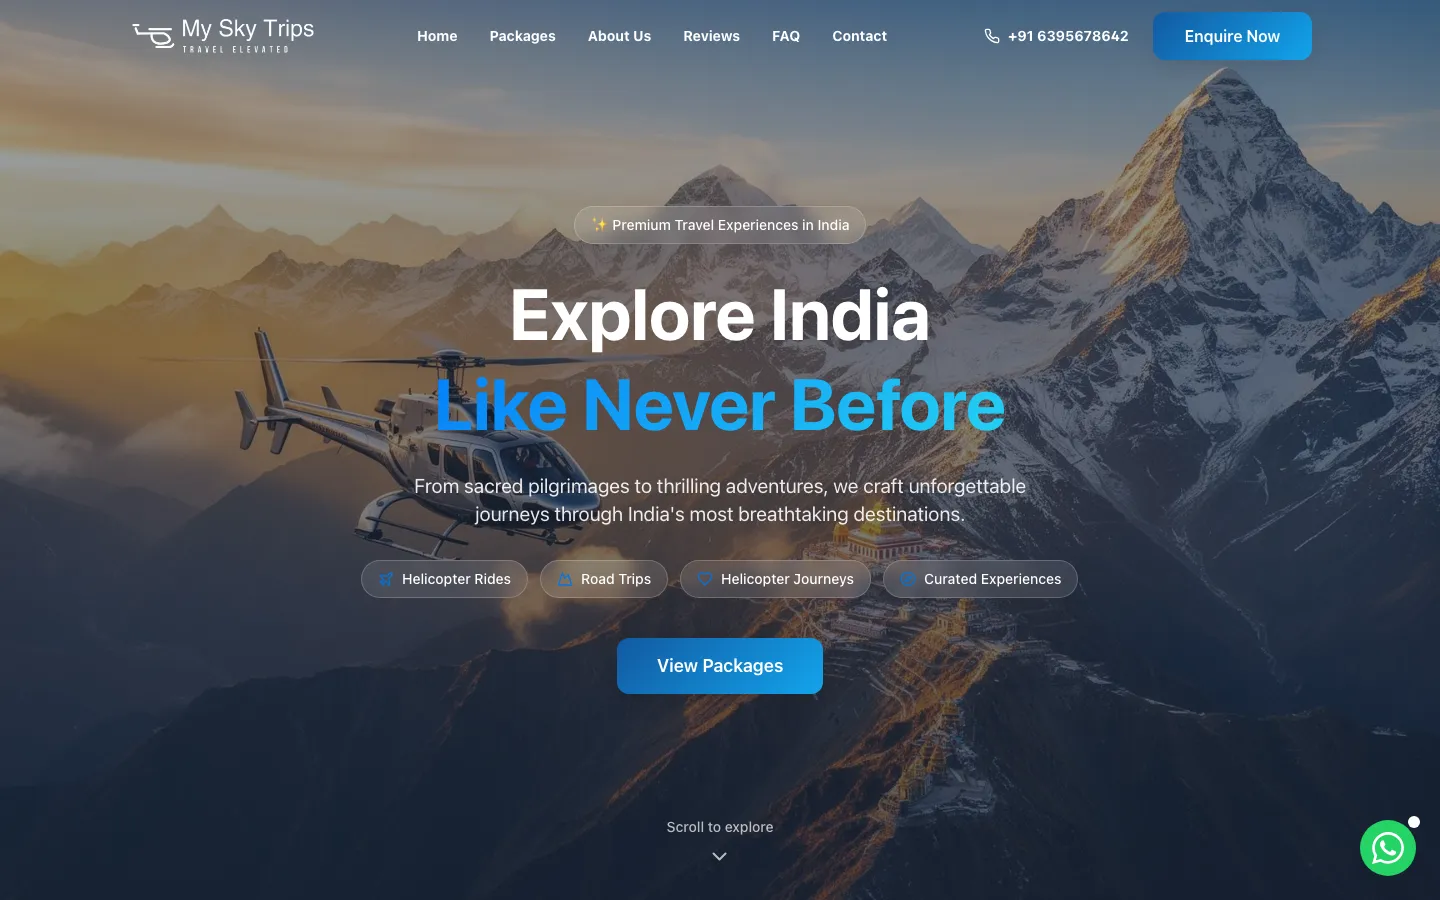 My Sky Trips
TRAVEL ELEVATED
Home
Packages
About Us
Reviews
FAQ
Contact
+91 6395678642
Enquire Now
✨ Premium Travel Experiences in India
Explore India
Like Never Before
From sacred pilgrimages to thrilling adventures, we craft unforgettable
journeys through India's most breathtaking destinations.
Helicopter Rides
Road Trips
Helicopter Journeys
Curated Experiences
View Packages
Scroll to explore